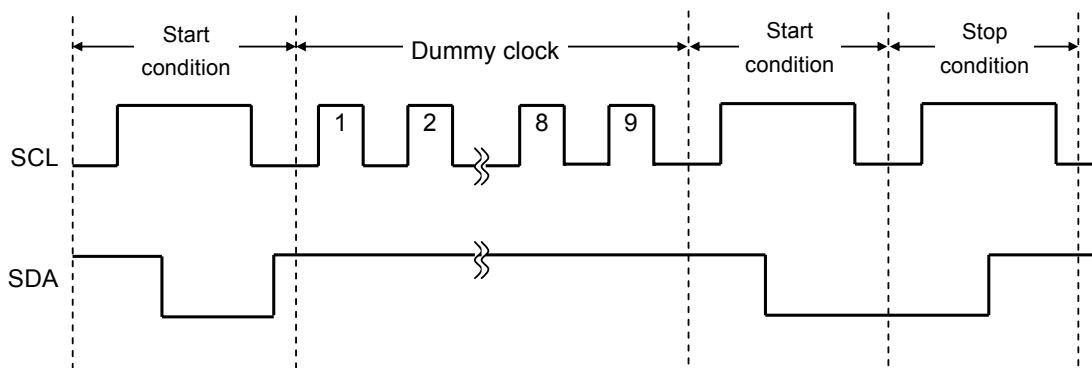 Start
condition
Dummy clock
Start
condition
Stop
condition
SCL
1
2
8
9
SDA